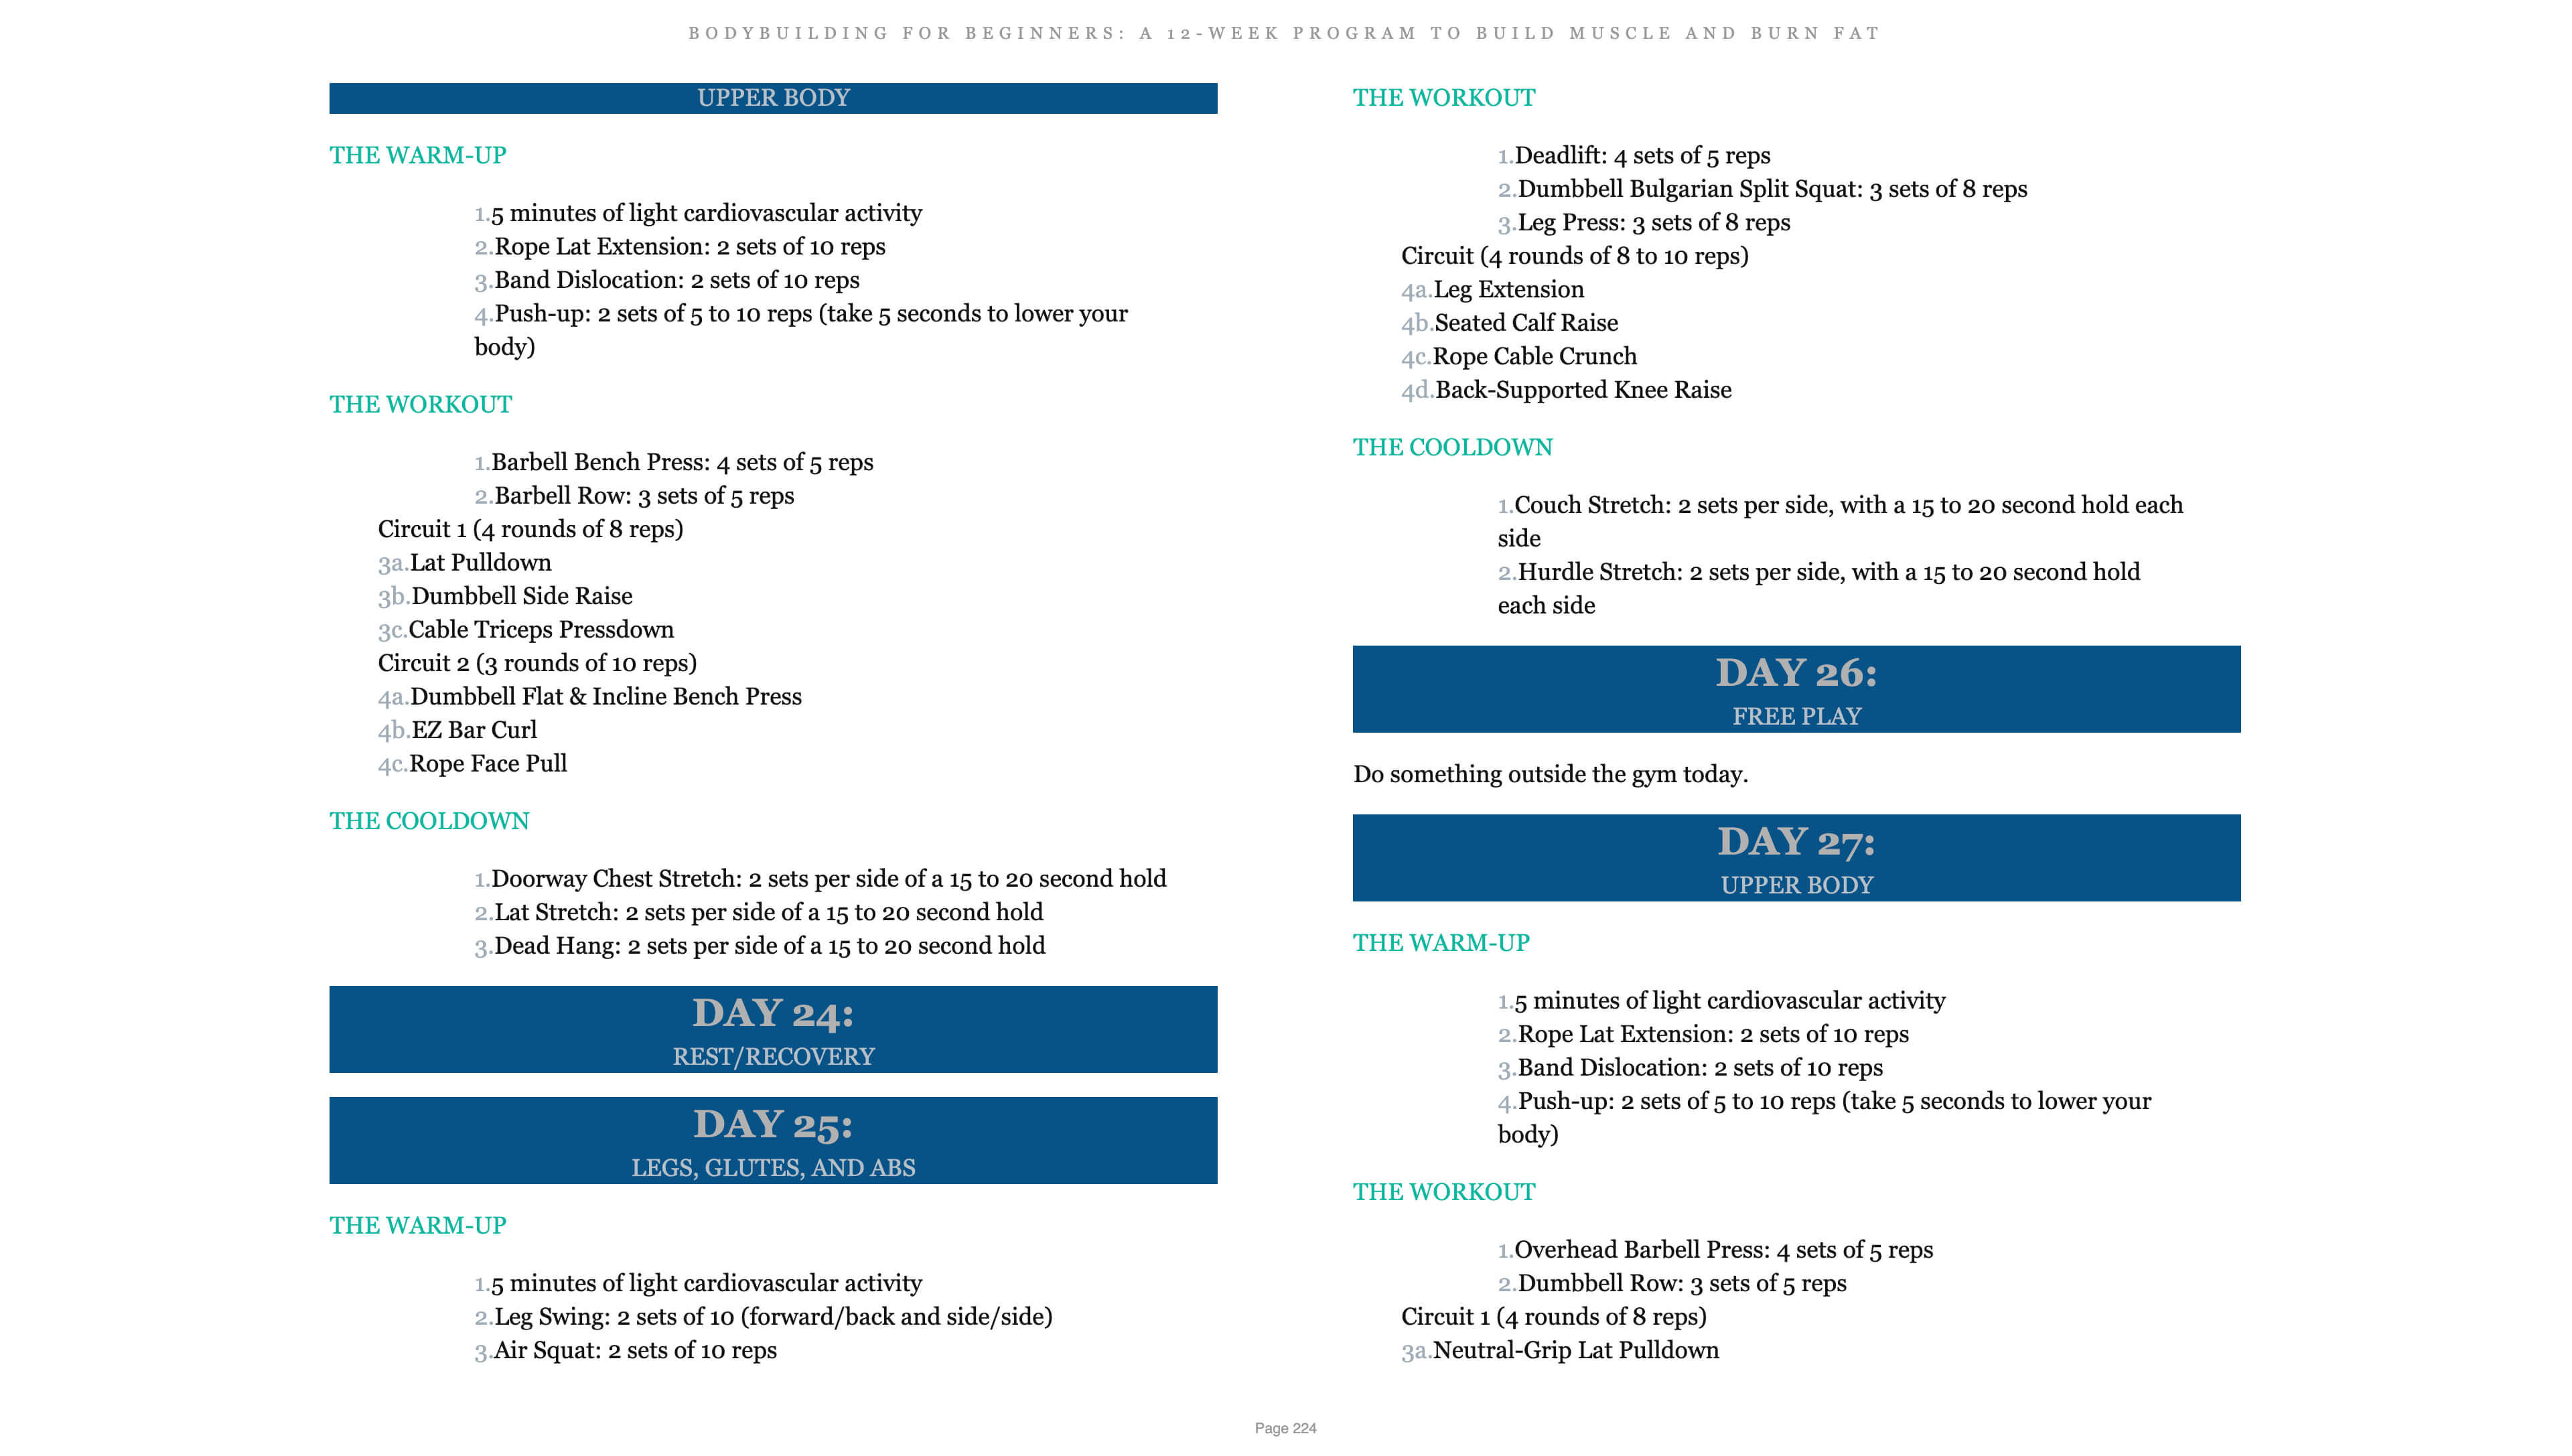 BODYBUILDING FOR BEGINNERS: A 12-WEEK PROGRAM TO BUILD MUSCLE AND BURN FAT
UPPER BODY
THE WARM-UP
1.5 minutes of light cardiovascular activity
2.Rope Lat Extension: 2 sets of 10 reps
3.Band Dislocation: 2 sets of 10 reps
4.Push-up: 2 sets of 5 to 10 reps (take 5 seconds to lower your
body)
THE WORKOUT
1.Barbell Bench Press: 4 sets of 5 reps
2.Barbell Row: 3 sets of 5 reps
Circuit 1 (4 rounds of 8 reps)
3a.Lat Pulldown
3b.Dumbbell Side Raise
3c.Cable Triceps Pressdown
Circuit 2 (3 rounds of 10 reps)
4a.Dumbbell Flat & Incline Bench Press
4b.EZ Bar Curl
4c.Rope Face Pull
THE COOLDOWN
1.Doorway Chest Stretch: 2 sets per side of a 15 to 20 second hold
2.Lat Stretch: 2 sets per side of a 15 to 20 second hold
3.Dead Hang: 2 sets per side of a 15 to 20 second hold
DAY 24:
REST/RECOVERY
DAY 25:
LEGS, GLUTES, AND ABS
THE WARM-UP
1.5 minutes of light cardiovascular activity
2.Leg Swing: 2 sets of 10 (forward/back and side/side)
3.Air Squat: 2 sets of 10 reps
THE WORKOUT
1.Deadlift: 4 sets of 5 reps
2.Dumbbell Bulgarian Split Squat: 3 sets of 8 reps
3.Leg Press: 3 sets of 8 reps
Circuit (4 rounds of 8 to 10 reps)
4a.Leg Extension
4b.Seated Calf Raise
4c.Rope Cable Crunch
4d.Back-Supported Knee Raise
THE COOLDOWN
1.Couch Stretch: 2 sets per side, with a 15 to 20 second hold each
side
2.Hurdle Stretch: 2 sets per side, with a 15 to 20 second hold
each side
DAY 26:
FREE PLAY
Do something outside the gym today.
DAY 27:
UPPER BODY
THE WARM-UP
1.5 minutes of light cardiovascular activity
2.Rope Lat Extension: 2 sets of 10 reps
3.Band Dislocation: 2 sets of 10 reps
4.Push-up: 2 sets of 5 to 10 reps (take 5 seconds to lower your
body)
THE WORKOUT
1.Overhead Barbell Press: 4 sets of 5 reps
2.Dumbbell Row: 3 sets of 5 reps
Circuit 1 (4 rounds of 8 reps)
3a.Neutral-Grip Lat Pulldown
Page 224